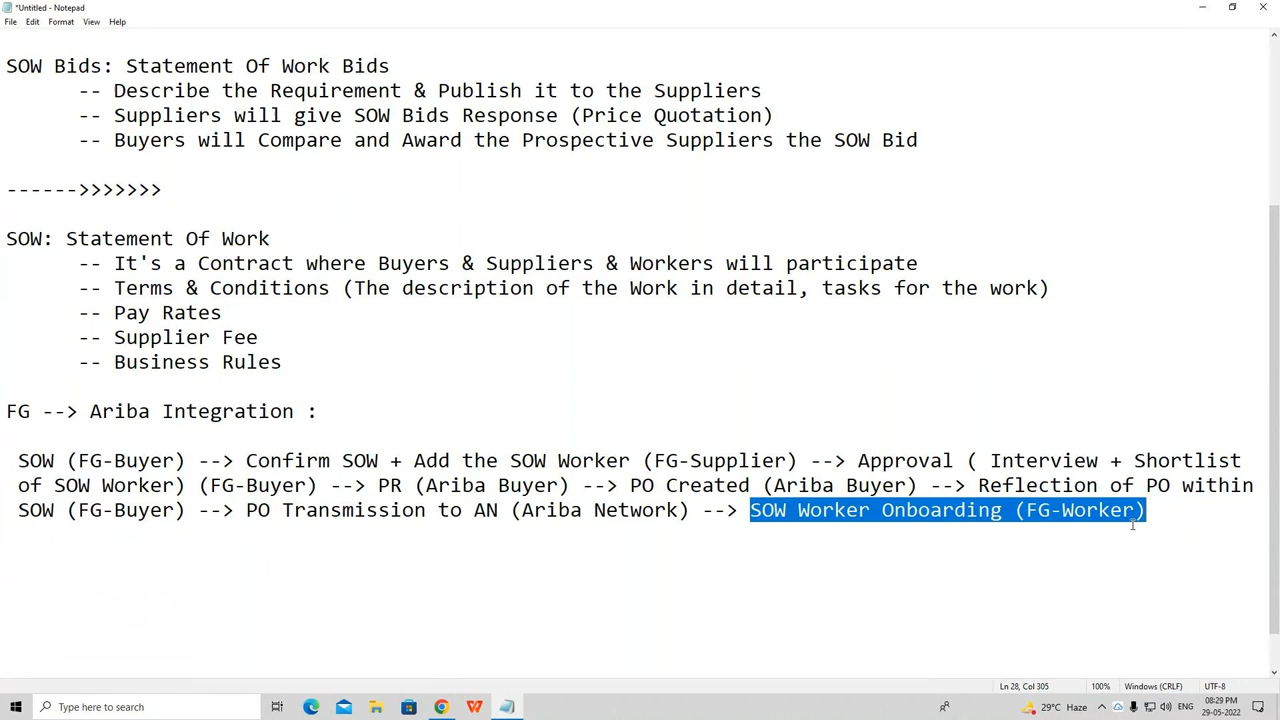 *Untitled - Notepad
File Edit Format View Help
SOW Bids: Statement Of Work Bids
-- Describe the Requirement & Publish it to the Suppliers
-- Suppliers will give SOW Bids Response (Price Quotation)
-- Buyers will Compare and Award the Prospective Suppliers the SOW Bid
------>>>>>>>
SOW: Statement Of Work
-- It's a Contract where Buyers & Suppliers & Workers will participate
-- Terms & Conditions (The description of the Work in detail, tasks for the work)
-- Pay Rates
-- Supplier Fee
-- Business Rules
FG --> Ariba Integration :
SOW (FG-Buyer) --> Confirm SOW + Add the SOW Worker (FG-Supplier) --> Approval ( Interview + Shortlist
of SOW Worker) (FG-Buyer) --> PR (Ariba Buyer) --> PO Created (Ariba Buyer) --> Reflection of PO within
SOW (FG-Buyer) --> PO Transmission to AN (Ariba Network) --> SOW Worker Onboarding (FG-Worker)
Ln 28, Col 305 100% Windows (CRLF) UTF-8
Type here to search
29°C Haze ENG 08:29 PM
29-05-2022